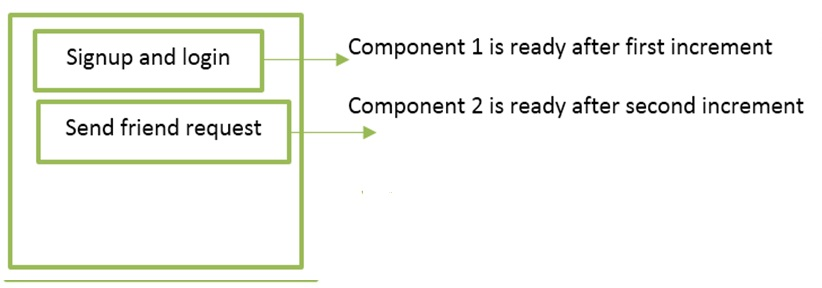 Signup and login
Component 1 is ready after first increment
Send friend request
Component 2 is ready after second increment